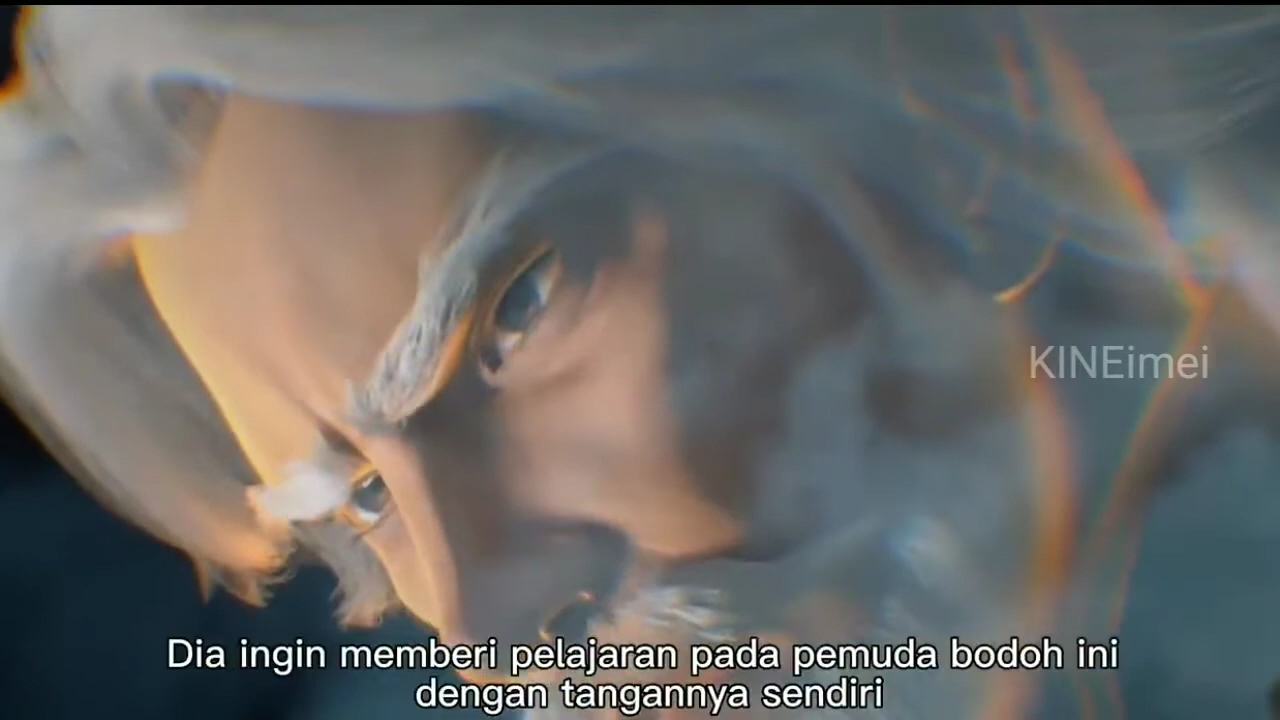 KINEimei
Dia ingin memberi pelajaran pada pemuda bodoh ini
dengan tangannya sendiri